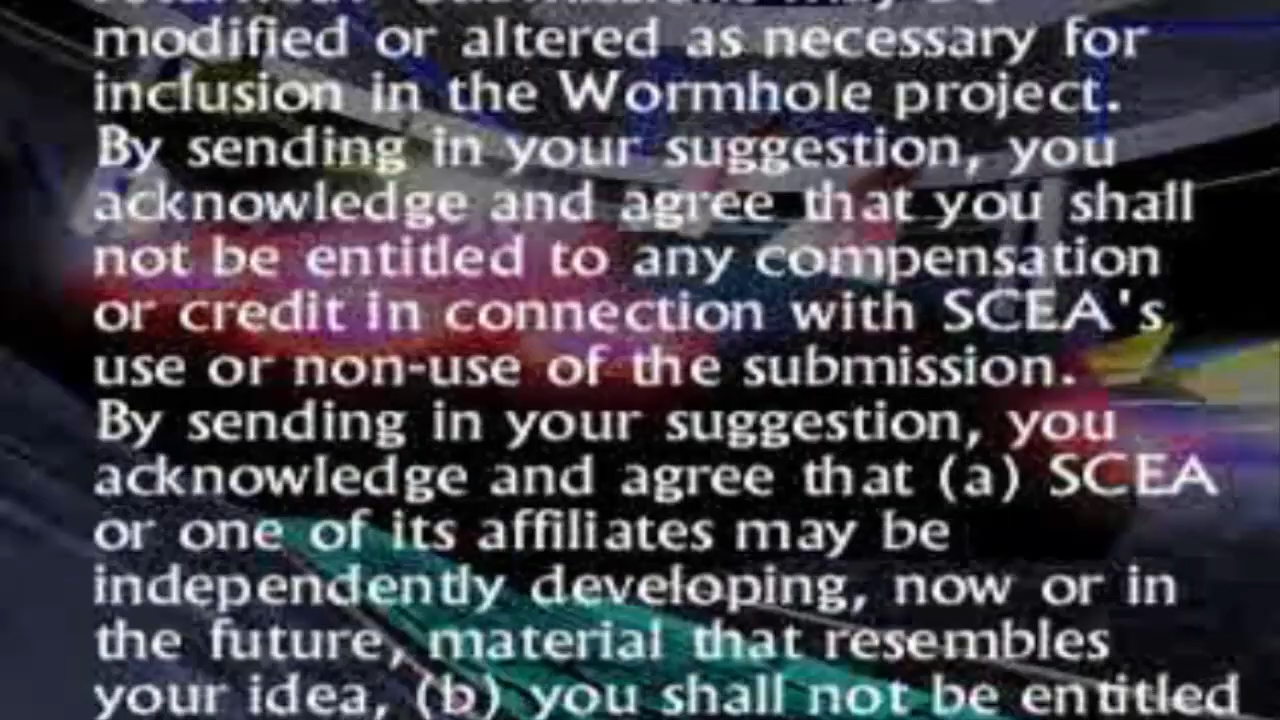 modified or altered as necessary for
inclusion in the Wormhole project.
By sending in your suggestion, you
acknowledge and agree that you shall
not be entitled to any compensation
or credit in connection with SCEA's
use or non-use of the submission.
By sending in your suggestion, you
acknowledge and agree that (a) SCEA
or one of its affiliates may be
independently developing, now or in
the future, material that resembles
your idea, (b) you shall not be entitled